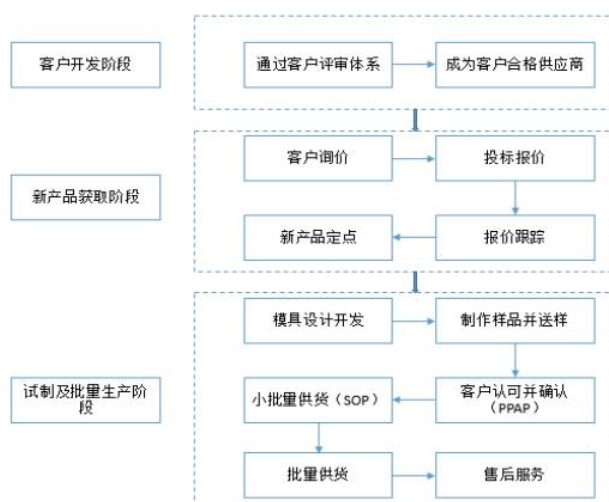 客户开发阶段
通过客户评审体系
成为客户合格供应商
新产品获取阶段
客户询价
投标报价
新产品定点
报价跟踪
试制及批量生产阶
段
模具设计开发
制作样品并送样
小批量供货（SOP）
客户认可并确认
（PPAP）
批量供货
售后服务